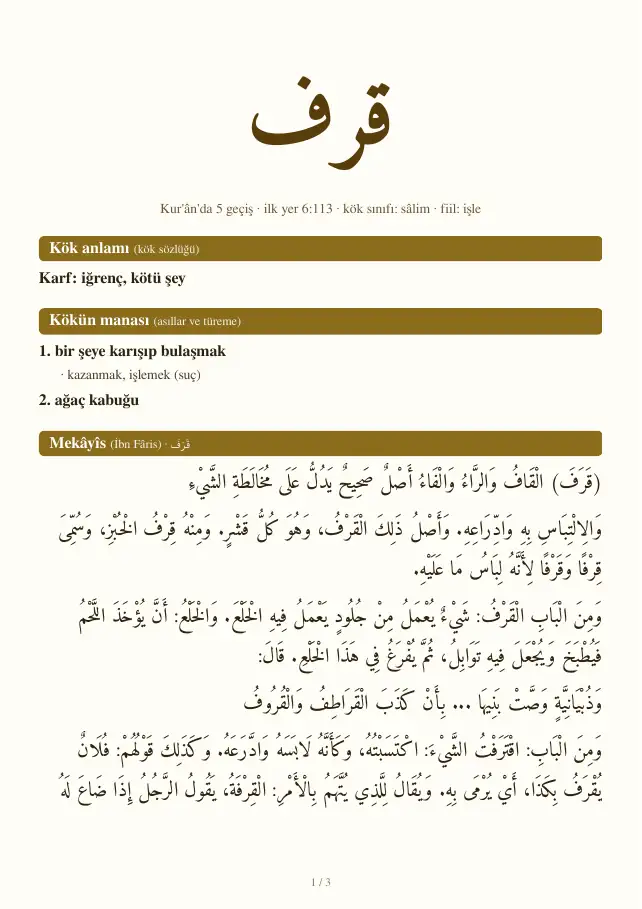 قرف
Kur'ân'da 5 geçiş · ilk yer 6:113 · kök sınıfı: sâlim · fiil: işle
Kök anlamı (kök sözlüğü)
Karf: iğrenç, kötü şey
Kökün manası (asıllar ve türeme)
1. bir şeye karışıp bulaşmak
· kazanmak, işlemek (suç)
2. ağaç kabuğu
Mekâyîs (İbn Fâris) · قَرَفَ
(قَرَفَ) الْقَافُ وَالرَّاءُ وَالْفَاءُ أَصْلٌ صَحِيحٌ يَدُلُّ عَلَى مُخَالَطَةِ الشَّيْءِ
وَالِالْتِبَاسِ بِهِ وَادِّرَاعِهِ. وَأَصْلُ ذَلِكَ الْقَرْفُ، وَهُوَ كُلُّ قَشْرٍ. وَمِنْهُ قِرْفُ الْخُبْزِ، وَسُمِّىَ
قِرْفًا وَقَرْفًا لِأَنَّهُ لِبَاسُ مَا عَلَيْهِ.
وَمِنَ الْبَابِ الْقَرْفُ: شَيْءٌ يُعْمَلُ مِنْ جُلُودٍ يَعْمَلُ فِيهِ الْخَلْعَ. وَالْخَلْعُ: أَنَّ يُؤْخَذَ اللَّحْمُ
فَيُطْبَخَ وَيُجْعَلَ فِيهِ تَوَابِلُ، ثُمَّ يُفْرَغُ فِي هَذَا الْخَلْعِ. قَالَ:
وَذُبْيَانِيَّةٍ وَصَّتْ بَنِيهَا ... بِأَنْ كَذَبَ الْقَرَاطِفُ وَالْقُرُوفُ
وَمِنَ الْبَابِ: اقْتَرَفْتُ الشَّيْءَ: اكْتَسَبْتُهُ، وَكَأَنَّهُ لَابَسَهُ وَادَّرَعَهُ. وَكَذَلِكَ قَوْلُهُمْ: فُلَانٌ
يُقْرَفُ بِكَذَا، أَيْ يُرْمَى بِهِ. وَيُقَالُ لِلَّذِي يُتَّهَمُ بِالْأَمْرِ: الْقِرْفَةُ، يَقُولُ الرَّجُلُ إِذَا ضَاعَ لَهُ
1 / 3